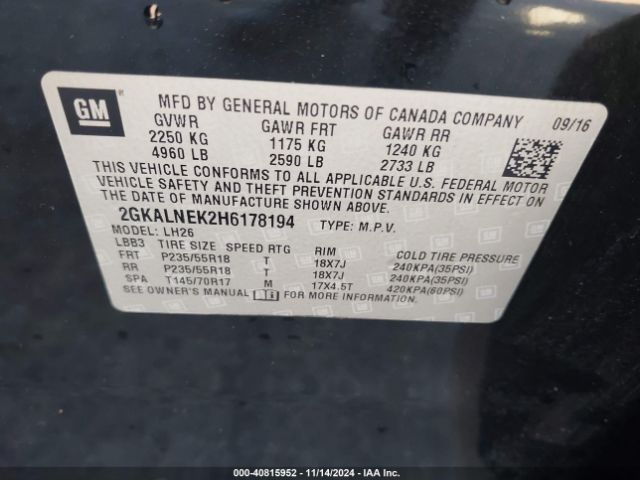 GM
MFD BY GENERAL MOTORS OF CANADA COMPANY 09/16
GVWR GAWR FRT GAWR RR
2250 KG 1175 KG 1240 KG
4960 LB 2590 LB 2733 LB
THIS VEHICLE CONFORMS TO ALL APPLICABLE U.S. FEDERAL MOTOR
VEHICLE SAFETY AND THEFT PREVENTION STANDARDS IN EFFECT ON
THE DATE OF MANUFACTURE SHOWN ABOVE.
2GKALNEK2H6178194 TYPE: M.P.V.
MODEL: LH26
LBB3 TIRE SIZE SPEED RTG RIM COLD TIRE PRESSURE
FRT P235/55R18 T 18X7J 240KPA(35PSI)
RR P235/55R18 T 18X7J 240KPA(35PSI)
SPA T145/70R17 M 17X4.5T 420KPA(60PSI)
SEE OWNER'S MANUAL FOR MORE INFORMATION.
000-40815952 - 11/14/2024 - IAA Inc.